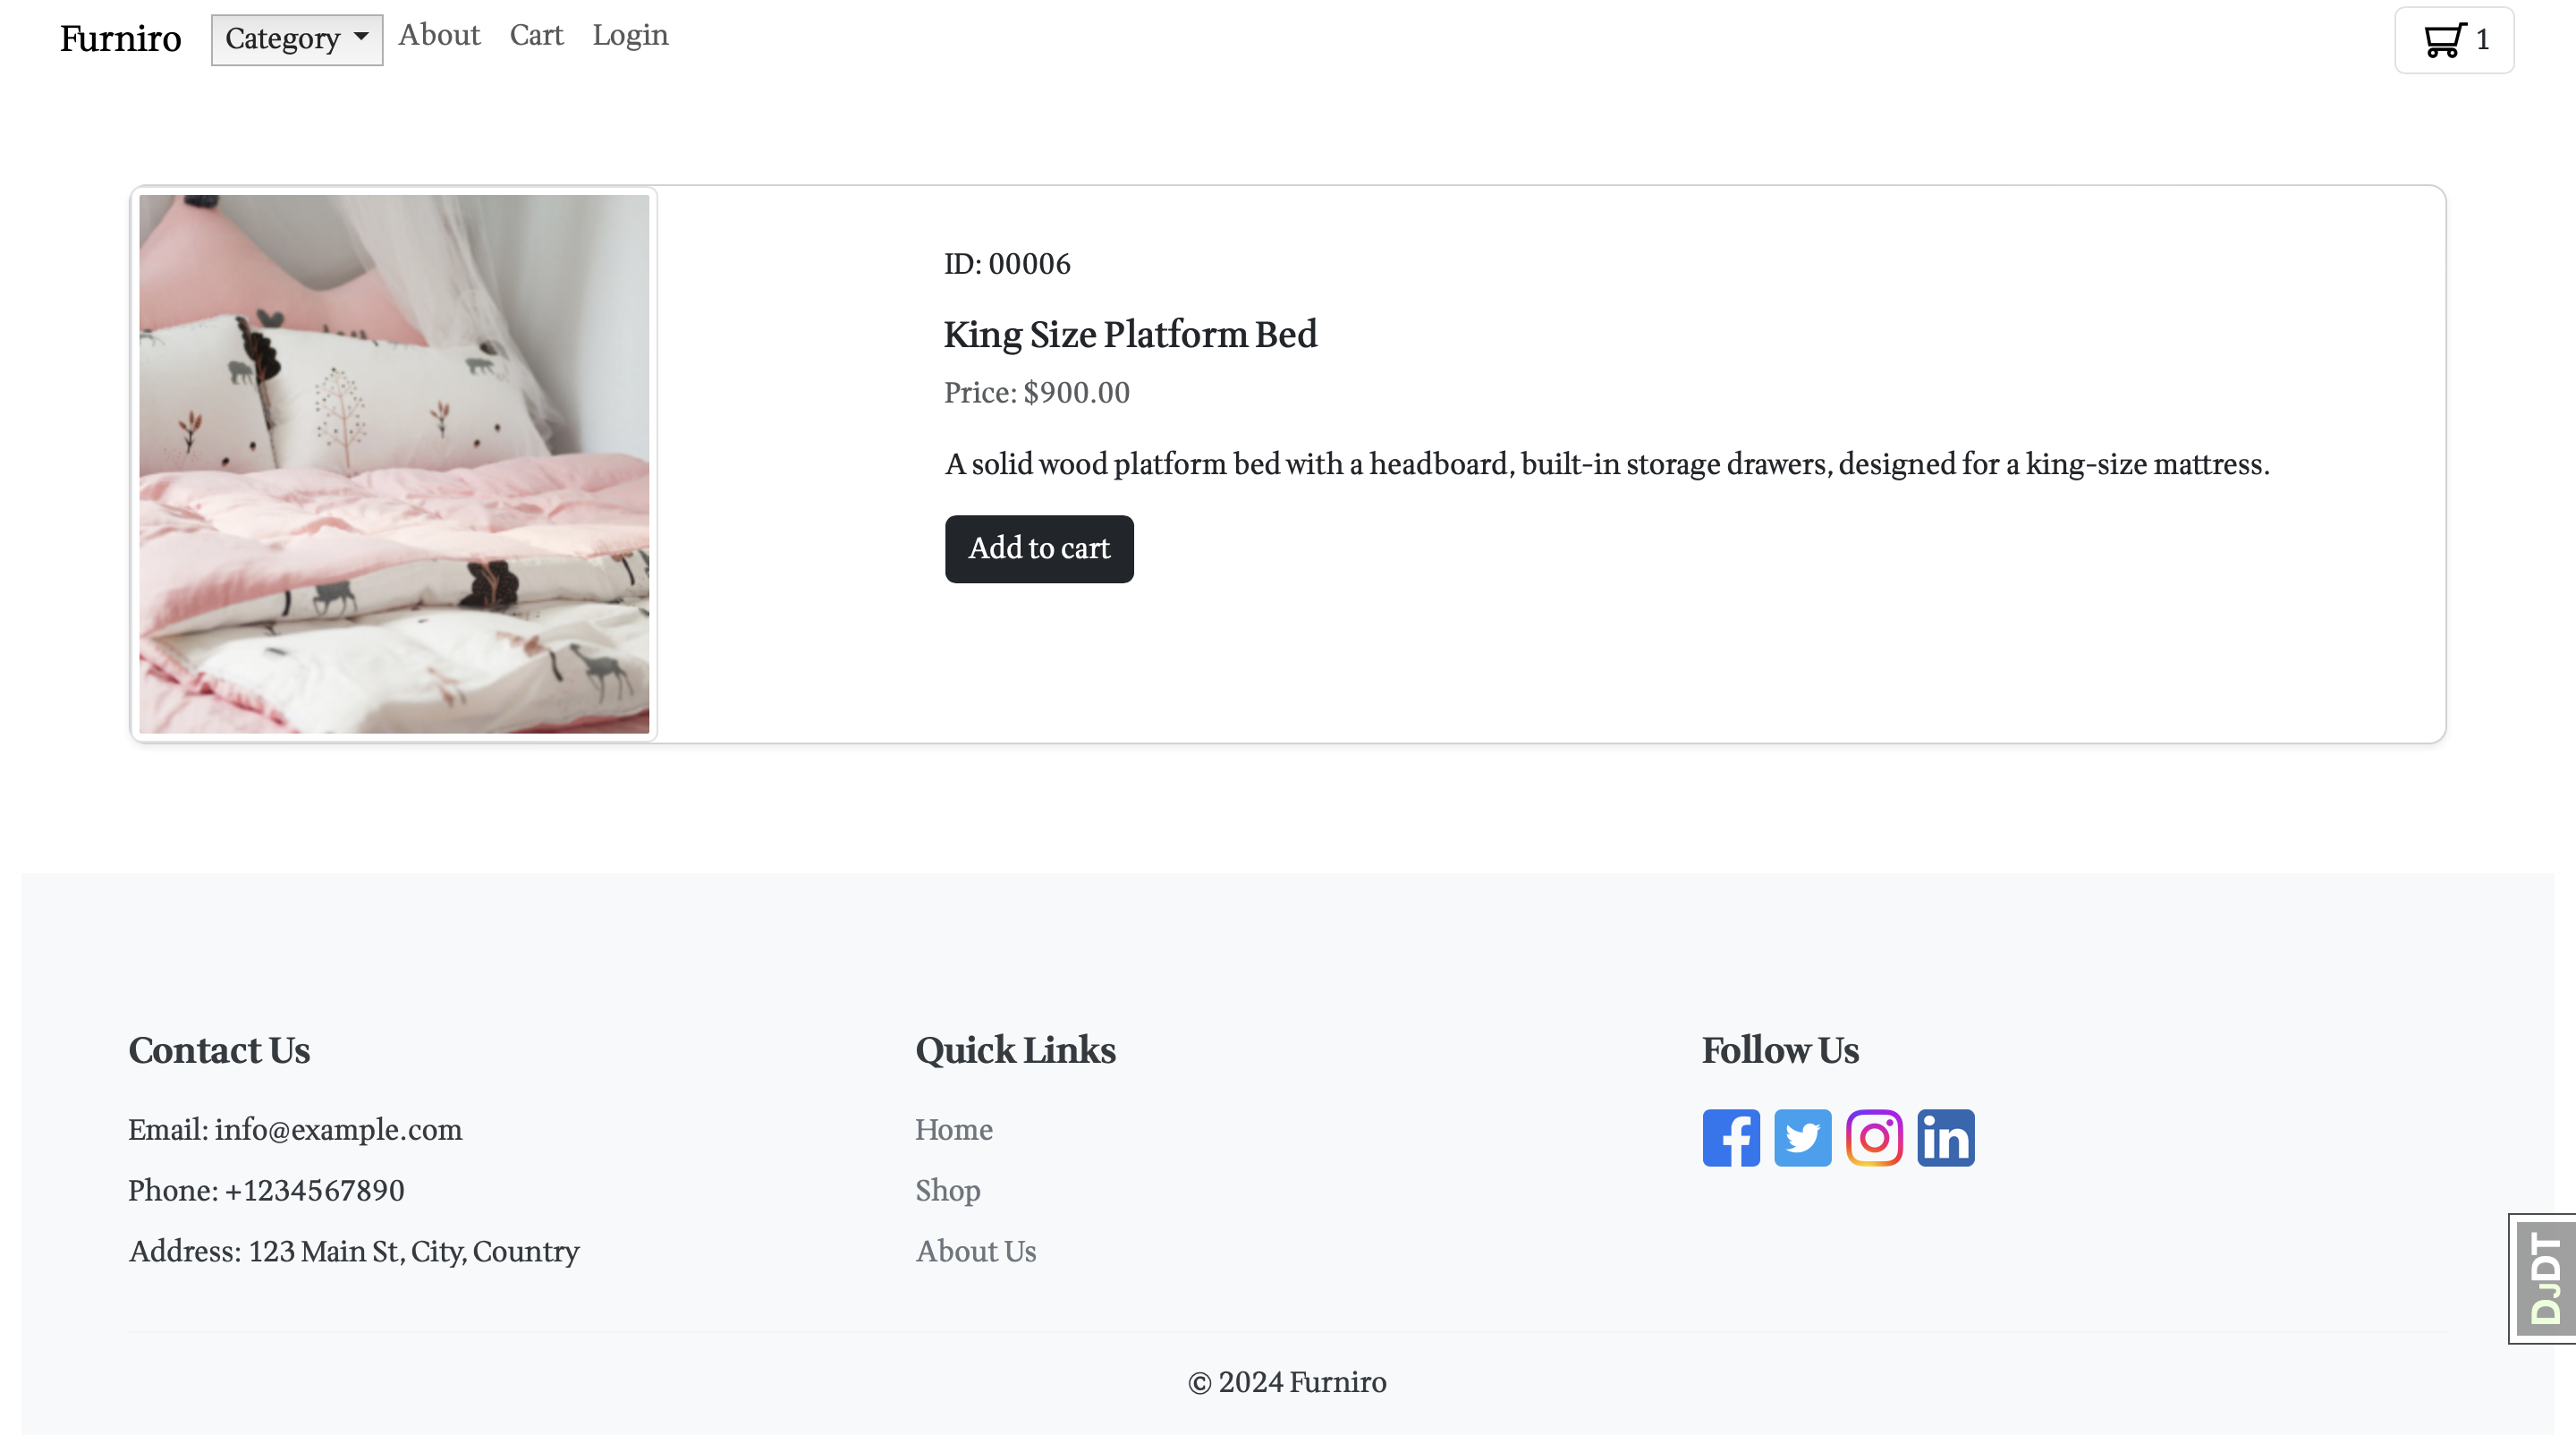 Furniro
Category
About
Cart
Login
1
ID: 00006
King Size Platform Bed
Price: $900.00
A solid wood platform bed with a headboard, built-in storage drawers, designed for a king-size mattress.
Add to cart
Contact Us
Email: info@example.com
Phone: +1234567890
Address: 123 Main St, City, Country
Quick Links
Home
Shop
About Us
Follow Us
DJDT
© 2024 Furniro